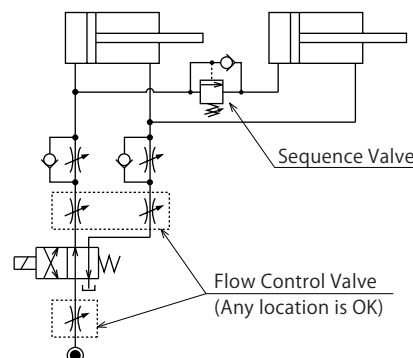 Sequence Valve
Flow Control Valve
(Any location is OK)